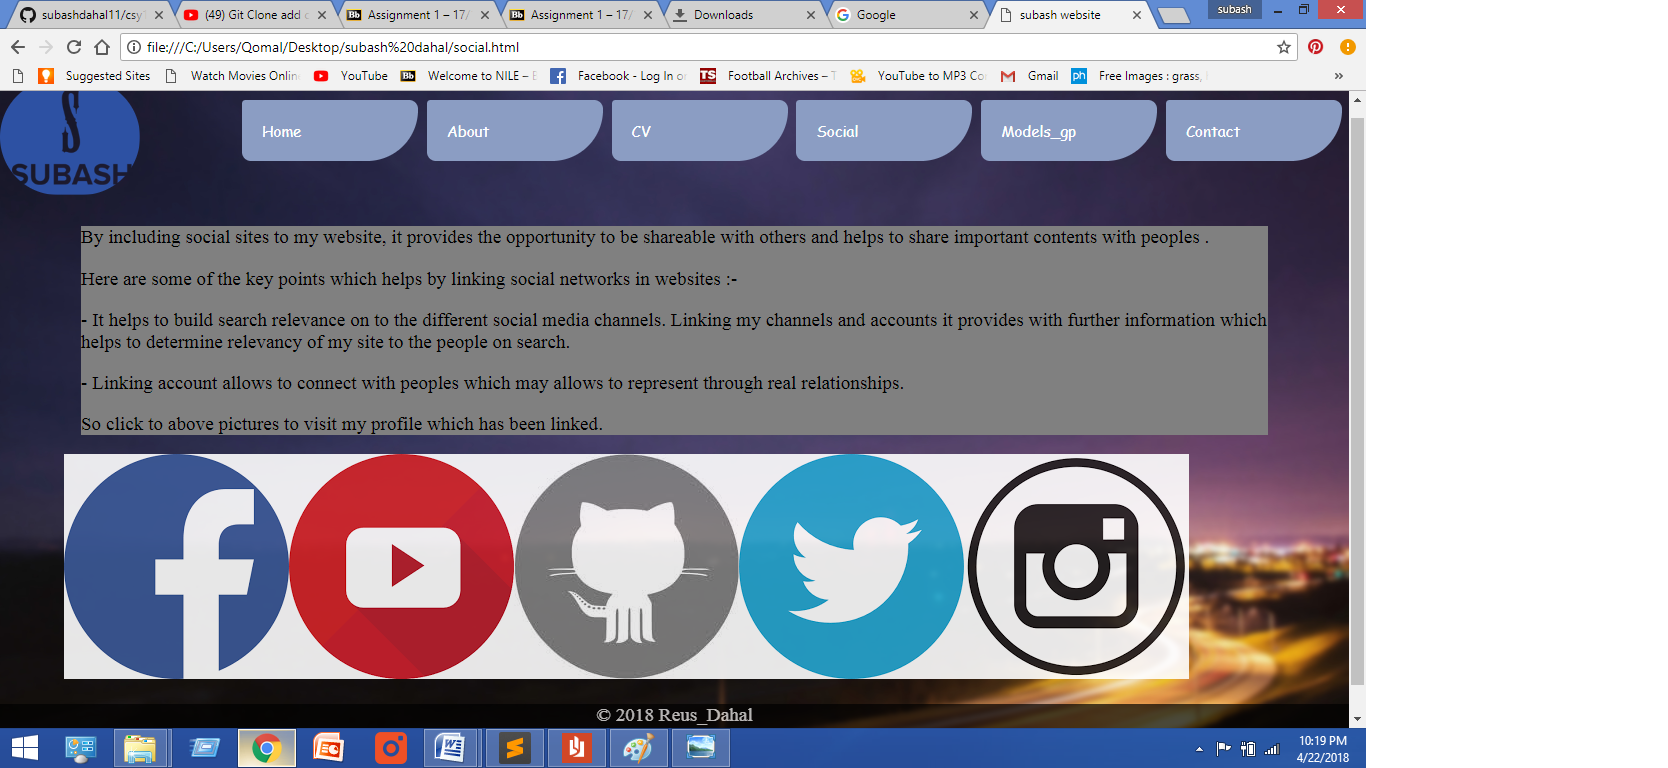 subashdahal11/csy
(49) Git Clone add
Assignment 1 – 17/
Assignment 1 – 17/
Downloads
Google
subash website
subash
file:///C:/Users/Qomal/Desktop/subash%20dahal/social.html
Suggested Sites
Watch Movies Onlin
YouTube
Bb
Welcome to NILE –
Facebook - Log In or
TS
Football Archives – T
YouTube to MP3 Co
Gmail
ph
Free Images : grass,
»
SUBASH
Home
About
CV
Social
Models_gp
Contact
By including social sites to my website, it provides the opportunity to be shareable with others and helps to share important contents with peoples .
Here are some of the key points which helps by linking social networks in websites :-
- It helps to build search relevance on to the different social media channels. Linking my channels and accounts it provides with further information which
helps to determine relevancy of my site to the people on search.
- Linking account allows to connect with peoples which may allows to represent through real relationships.
So click to above pictures to visit my profile which has been linked.
© 2018 Reus_Dahal
10:19 PM
4/22/2018